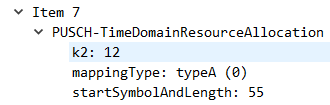 Item 7
PUSCH-TimeDomainResourceAllocation
k2: 12
mappingType: typeA (0)
startSymbolAndLength: 55